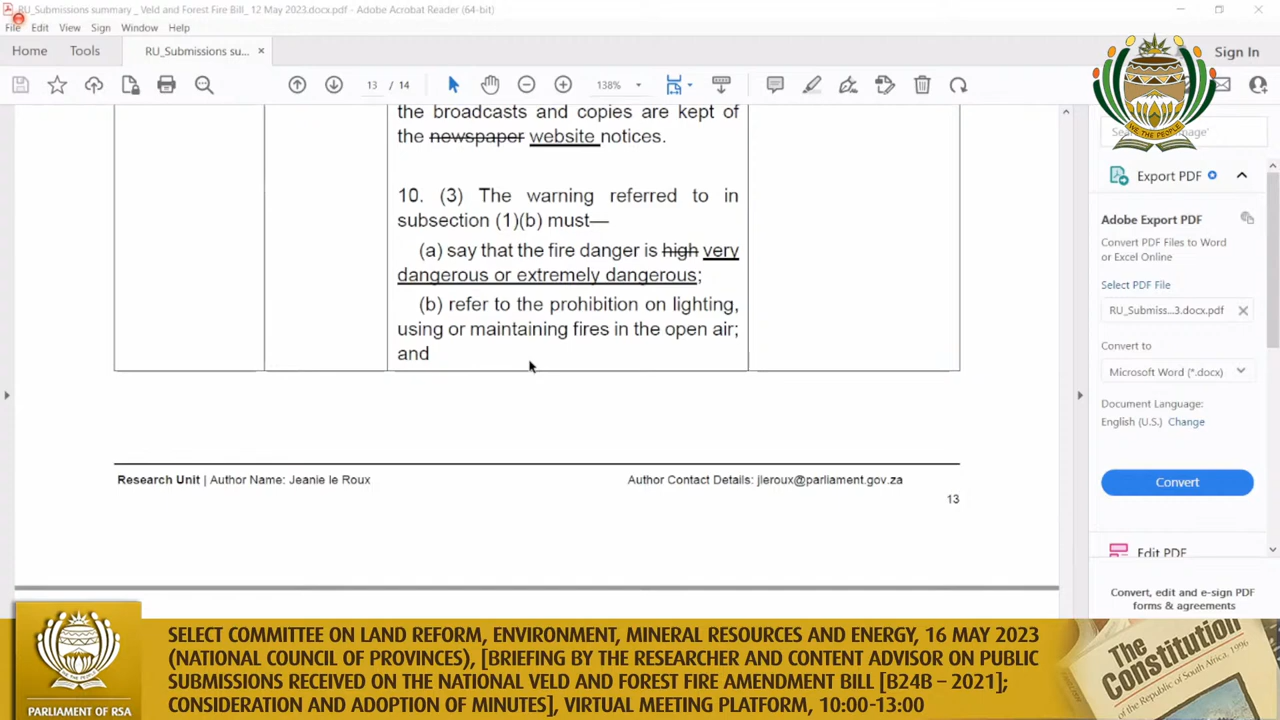 RU_Submissions summary _ Veld and Forest Fire Bill_ 12 May 2023.docx.pdf - Adobe Acrobat Reader (64-bit)
File Edit View Sign Window Help
Home Tools RU_Submissions su... × Sign In
13 / 14 138%
the broadcasts and copies are kept of
the newspaper website notices.
10. (3) The warning referred to in
subsection (1)(b) must—
(a) say that the fire danger is high very
dangerous or extremely dangerous;
(b) refer to the prohibition on lighting,
using or maintaining fires in the open air;
and
Research Unit | Author Name: Jeanie le Roux Author Contact Details: jleroux@parliament.gov.za
13
Export PDF
Adobe Export PDF
Convert PDF Files to Word
or Excel Online
Select PDF File
RU_Submiss...3.docx.pdf
Convert to
Microsoft Word (*.docx)
Document Language:
English (U.S.) Change
Convert
Edit PDF
Convert, edit and e-sign PDF
forms & agreements
WE THE PEOPLE
PARLIAMENT OF RSA
SELECT COMMITTEE ON LAND REFORM, ENVIRONMENT, MINERAL RESOURCES AND ENERGY, 16 MAY 2023
(NATIONAL COUNCIL OF PROVINCES), [BRIEFING BY THE RESEARCHER AND CONTENT ADVISOR ON PUBLIC
SUBMISSIONS RECEIVED ON THE NATIONAL VELD AND FOREST FIRE AMENDMENT BILL [B24B – 2021];
CONSIDERATION AND ADOPTION OF MINUTES], VIRTUAL MEETING PLATFORM, 10:00-13:00
The
Constitution
of the Republic of South Africa, 1996